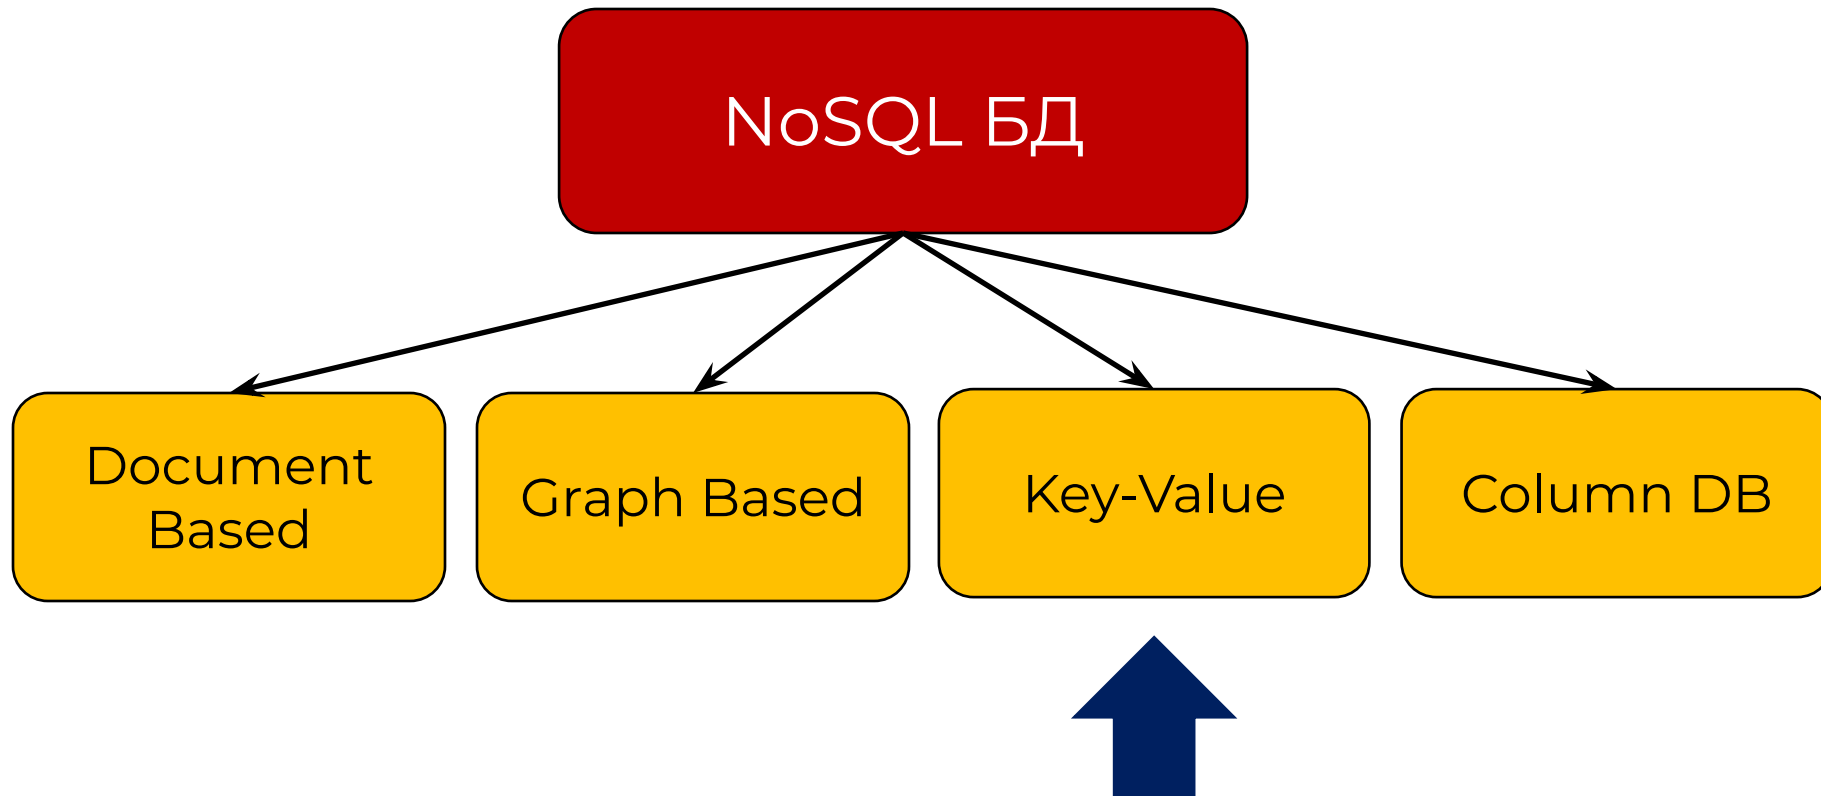 NoSQL БД
Document
Based
Graph Based
Key-Value
Column DB